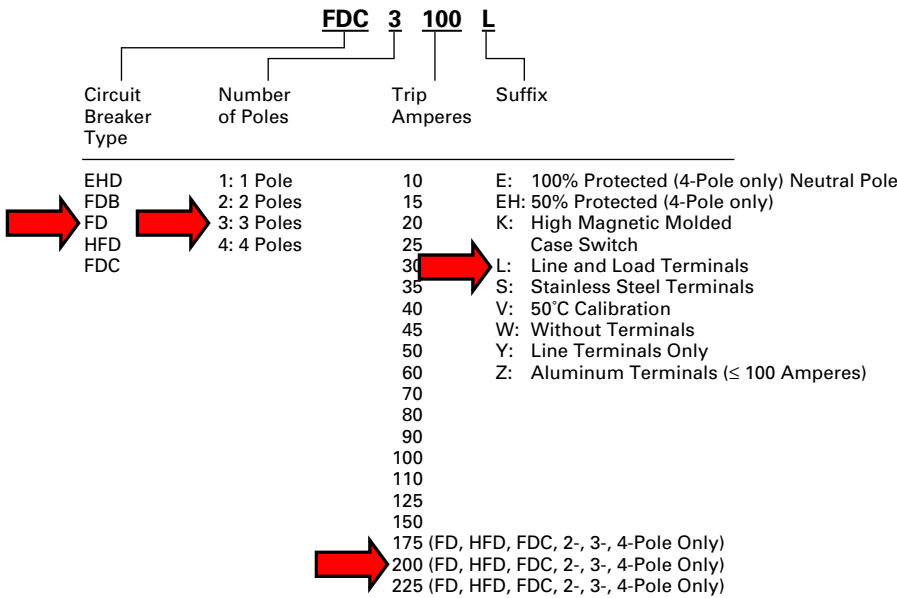 FDC 3 100 L
Circuit Breaker Type
Number of Poles
Trip Amperes
Suffix
EHD
FDB
FD
HFD
FDC
1: 1 Pole
2: 2 Poles
3: 3 Poles
4: 4 Poles
10
15
20
25
30
35
40
45
50
60
70
80
90
100
110
125
150
175 (FD, HFD, FDC, 2-, 3-, 4-Pole Only)
200 (FD, HFD, FDC, 2-, 3-, 4-Pole Only)
225 (FD, HFD, FDC, 2-, 3-, 4-Pole Only)
E: 100% Protected (4-Pole only) Neutral Pole
EH: 50% Protected (4-Pole only)
K: High Magnetic Molded
Case Switch
L: Line and Load Terminals
S: Stainless Steel Terminals
V: 50°C Calibration
W: Without Terminals
Y: Line Terminals Only
Z: Aluminum Terminals (≤ 100 Amperes)